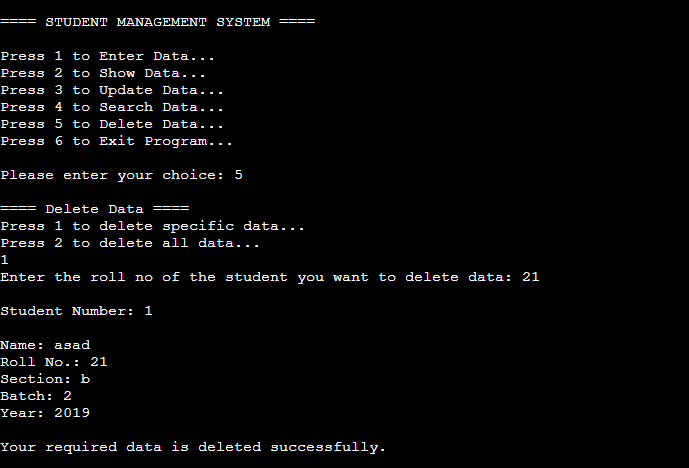 ==== STUDENT MANAGEMENT SYSTEM ====
Press 1 to Enter Data...
Press 2 to Show Data...
Press 3 to Update Data...
Press 4 to Search Data...
Press 5 to Delete Data...
Press 6 to Exit Program...
Please enter your choice: 5
==== Delete Data ====
Press 1 to delete specific data...
Press 2 to delete all data...
1
Enter the roll no of the student you want to delete data: 21
Student Number: 1
Name: asad
Roll No.: 21
Section: b
Batch: 2
Year: 2019
Your required data is deleted successfully.